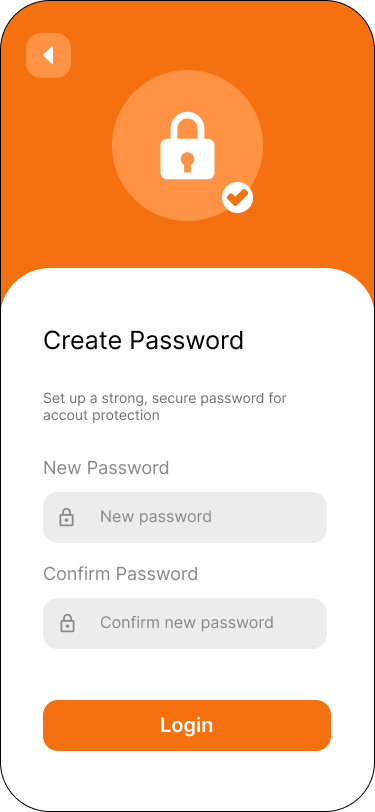 Create Password
Set up a strong, secure password for
accout protection
New Password
New password
Confirm Password
Confirm new password
Login